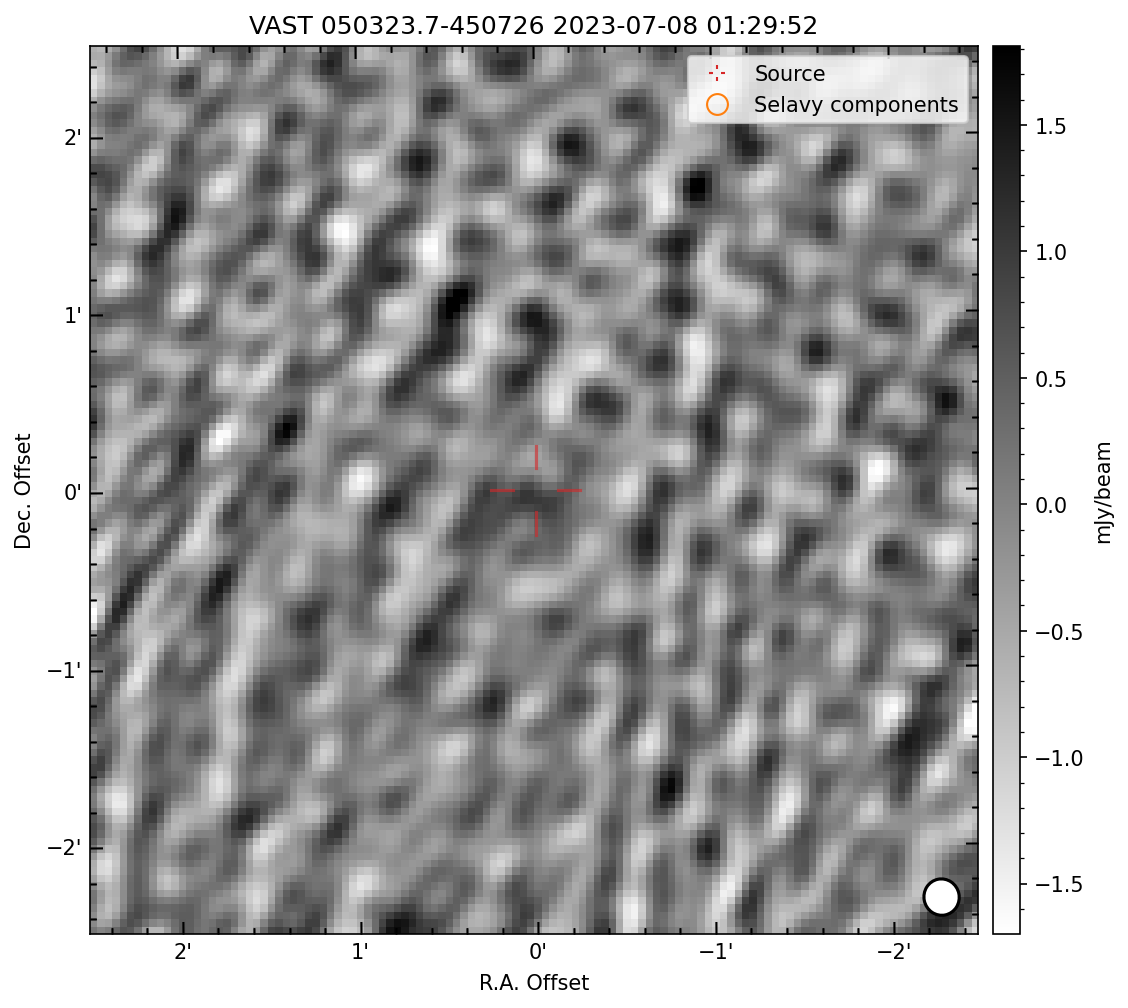 VAST 050323.7-450726 2023-07-08 01:29:52
Source
Selavy components
2'
1'
0'
−1'
−2'
Dec. Offset
2'
1'
0'
−1'
−2'
R.A. Offset
1.5
1.0
0.5
0.0
−0.5
−1.0
−1.5
mJy/beam